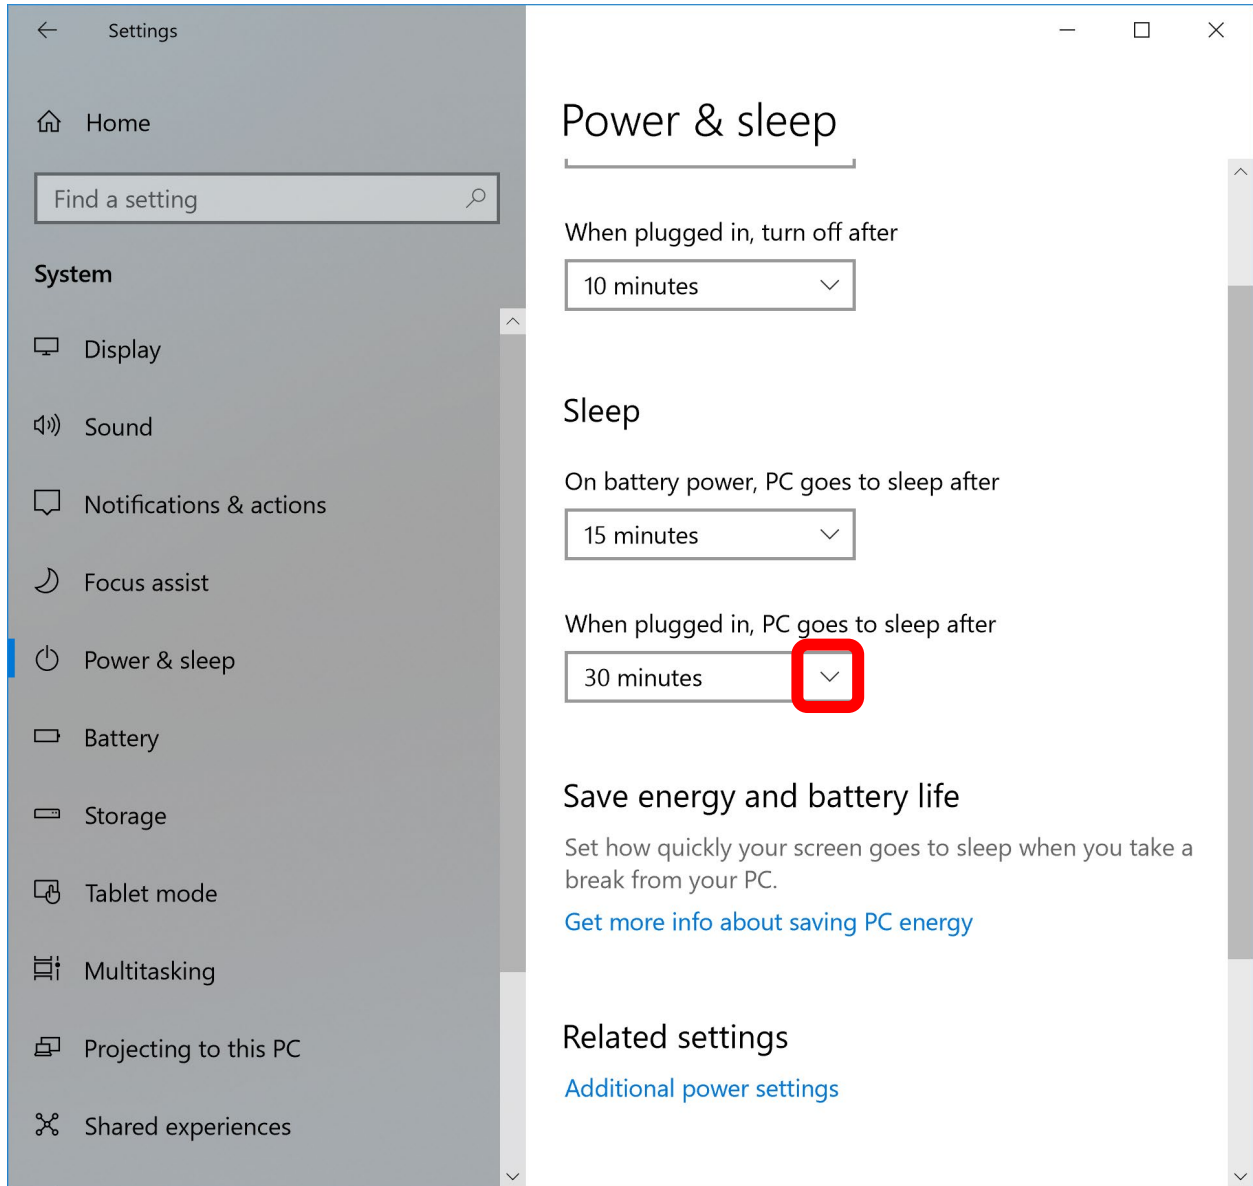 Settings
Home
Find a setting
System
Display
Sound
Notifications & actions
Focus assist
Power & sleep
Battery
Storage
Tablet mode
Multitasking
Projecting to this PC
Shared experiences
Power & sleep
When plugged in, turn off after
10 minutes
Sleep
On battery power, PC goes to sleep after
15 minutes
When plugged in, PC goes to sleep after
30 minutes
Save energy and battery life
Set how quickly your screen goes to sleep when you take a
break from your PC.
Get more info about saving PC energy
Related settings
Additional power settings